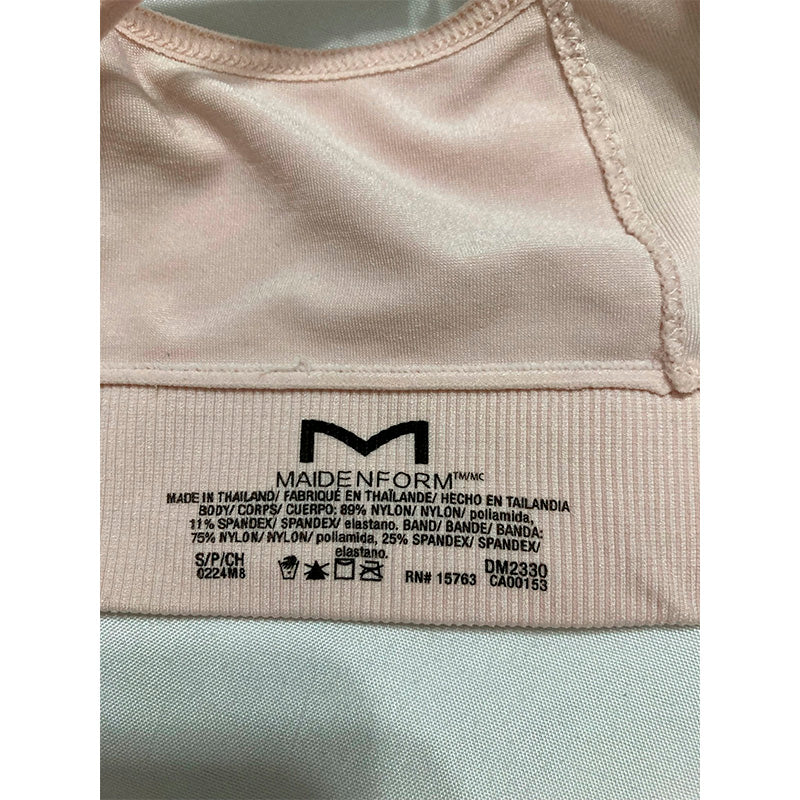 M
MAIDENFORM™/MC
MADE IN THAILAND/ FABRIQUÉ EN THAÏLANDE/ HECHO EN TAILANDIA
BODY/ CORPS/ CUERPO: 89% NYLON/ NYLON/ poliamida,
11% SPANDEX/ SPANDEX/ elastano. BAND/ BANDE/ BANDA:
75% NYLON/ NYLON/ poliamida, 25% SPANDEX/ SPANDEX/
elastano.
S/P/CH
0224M8
RN# 15763
DM2330
CA00153